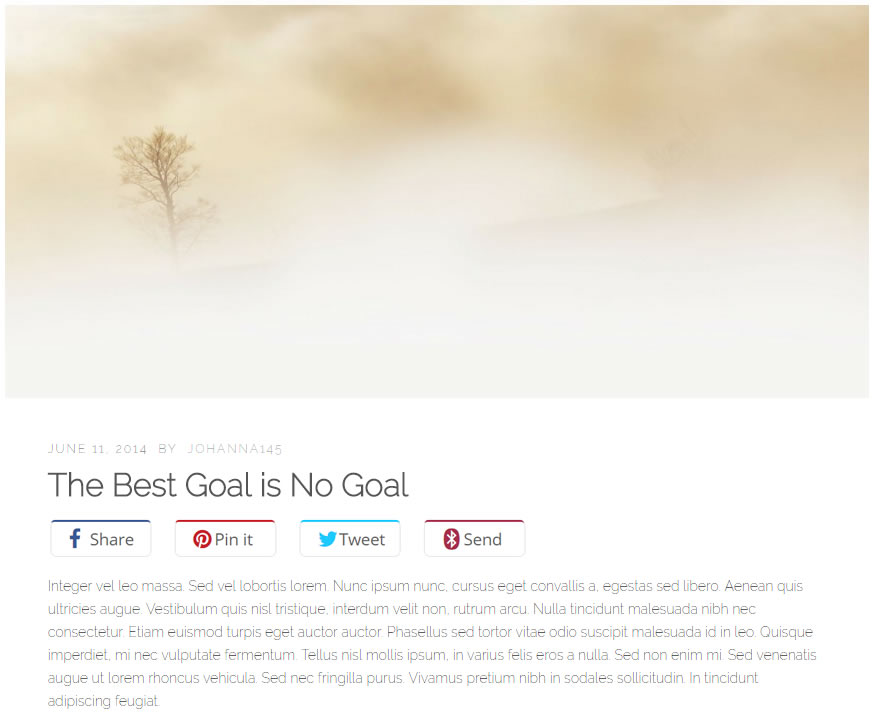 JUNE 11, 2014 BY JOHANNA145
The Best Goal is No Goal
Share Pin it Tweet Send
Integer vel leo massa. Sed vel lobortis lorem. Nunc ipsum nunc, cursus eget convallis a, egestas sed libero. Aenean quis
ultricies augue. Vestibulum quis nisl tristique, interdum velit non, rutrum arcu. Nulla tincidunt malesuada nibh nec
consectetur. Etiam euismod turpis eget auctor auctor. Phasellus sed tortor vitae odio suscipit malesuada id in leo. Quisque
imperdiet, mi nec vulputate fermentum. Tellus nisl mollis ipsum, in varius felis eros a nulla. Sed non enim mi. Sed venenatis
augue ut lorem rhoncus vehicula. Sed nec fringilla purus. Vivamus pretium nibh in sodales sollicitudin. In tincidunt
adipiscing feugiat.